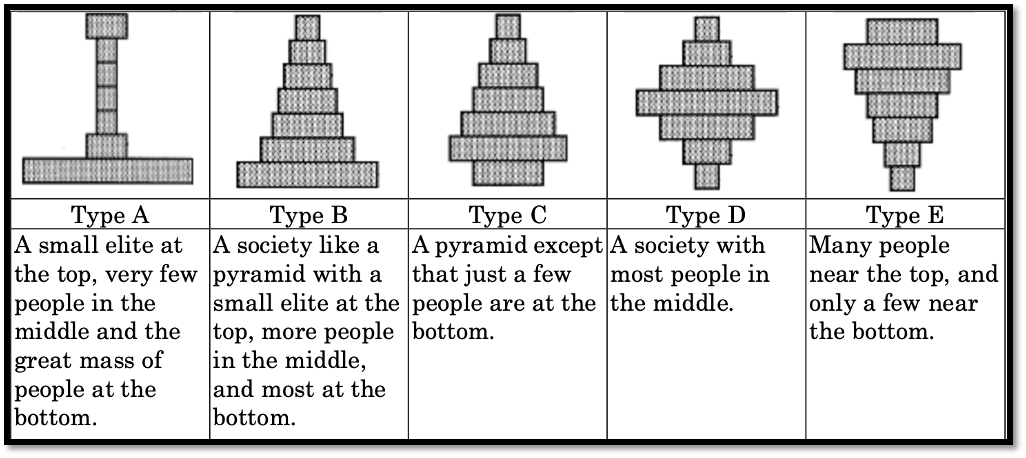 Type A
Type B
Type C
Type D
Type E
A small elite at
the top, very few
people in the
middle and the
great mass of
people at the
bottom.
A society like a
pyramid with a
small elite at the
top, more people
in the middle,
and most at the
bottom.
A pyramid except
that just a few
people are at the
bottom.
A society with
most people in
the middle.
Many people
near the top, and
only a few near
the bottom.